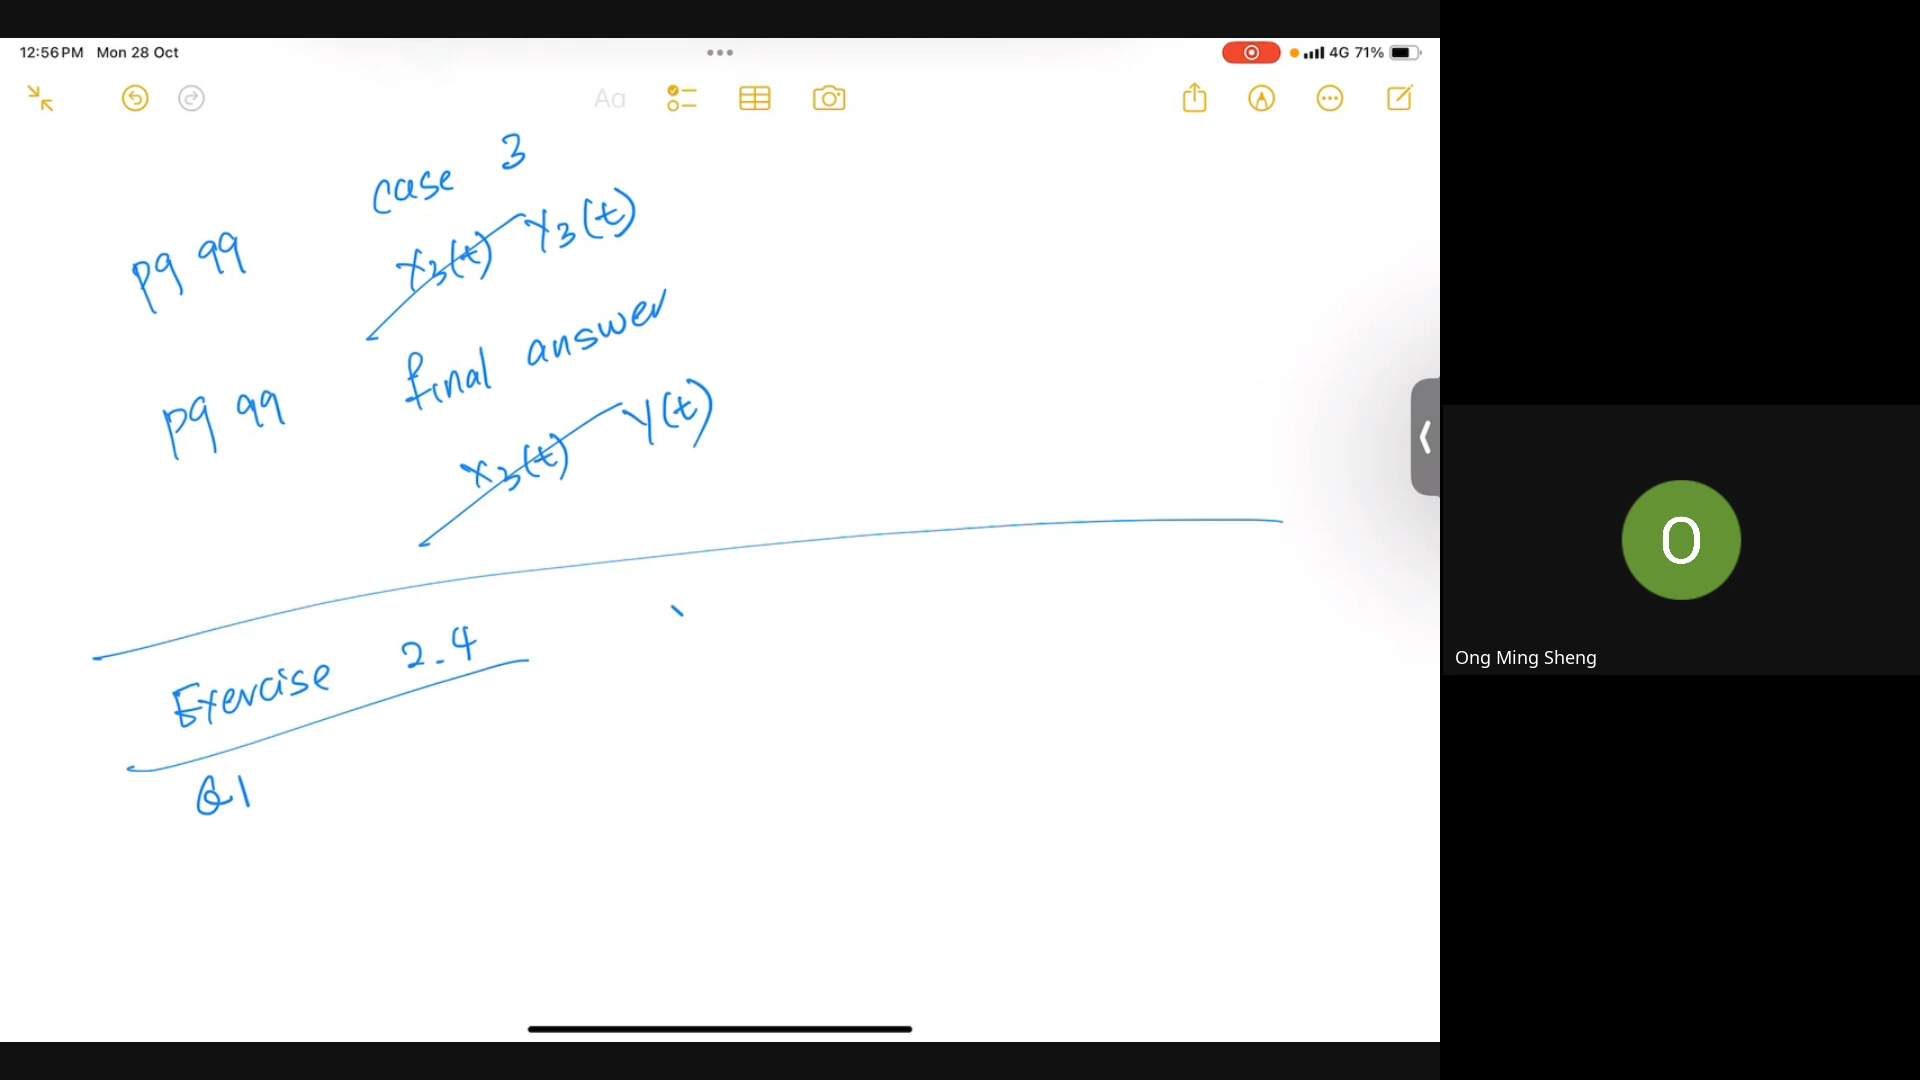 12:56 PM Mon 28 Oct
4G 71%
Aa
case 3
pg 99
x3(t) Y3(t)
final answer
pg 99
x3(t) Y(t)
Exercise 2.4
Q1
O
Ong Ming Sheng